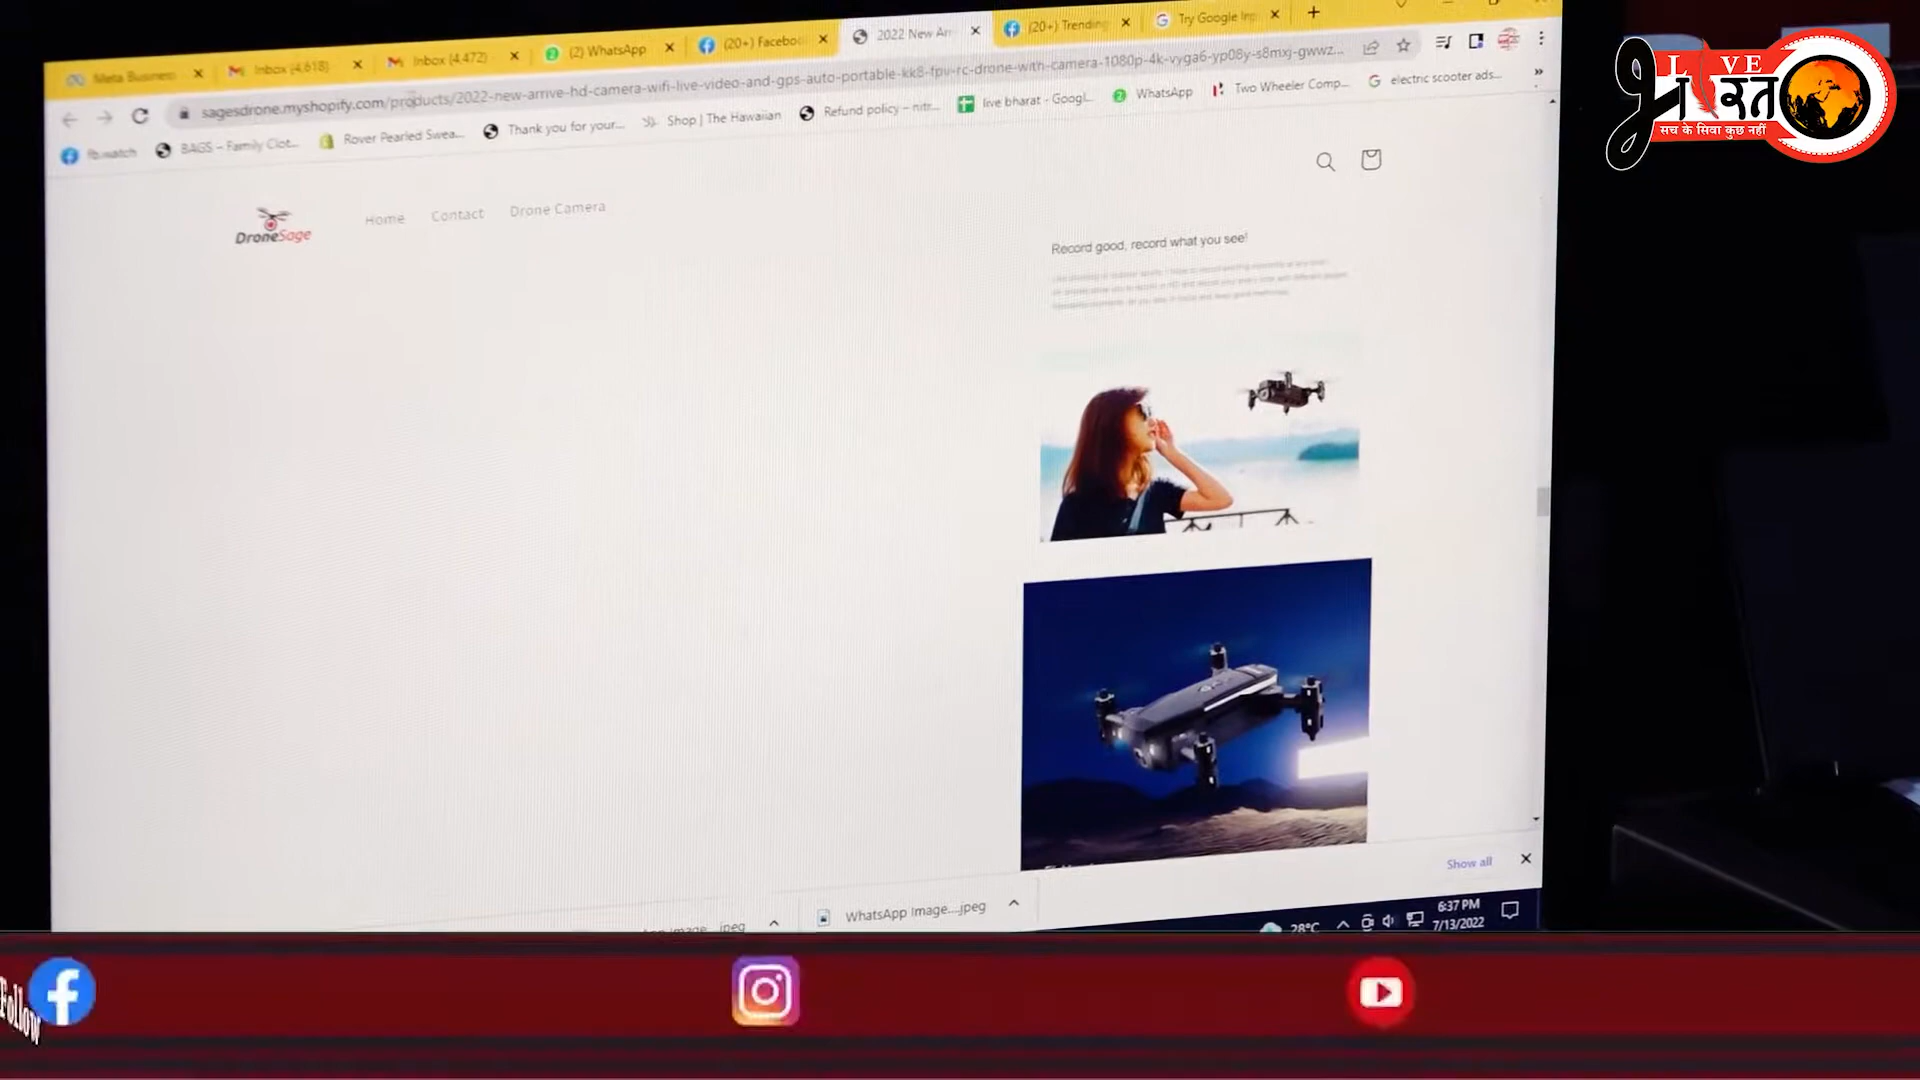 Meta Business
Inbox (4,618)
Inbox (4,472)
(2) WhatsApp
(20+) Facebo
2022 New Arr
(20+) Trending
Try Google
sagesdrone.myshopify.com/products/2022-new-arrive-hd-camera-wifi-live-video-and-gps-auto-portable-kk8-fpv-rc-drone-with-camera-1080p-4k-vyga6-yp08y-s8mxj-gwwz...
fb.watch
BAGS – Family Clot...
Rover Pearled Swea...
Thank you for your...
Shop | The Hawaiian
Refund policy – nitr...
live bharat - Googl...
WhatsApp
Two Wheeler Comp...
electric scooter ads...
LIVE
भारत
सच के सिवा कुछ नहीं
DroneSage
Home
Contact
Drone Camera
Record good, record what you see!
Show all
.jpeg
WhatsApp Image....jpeg
28°C
6:37 PM
7/13/2022
Follow